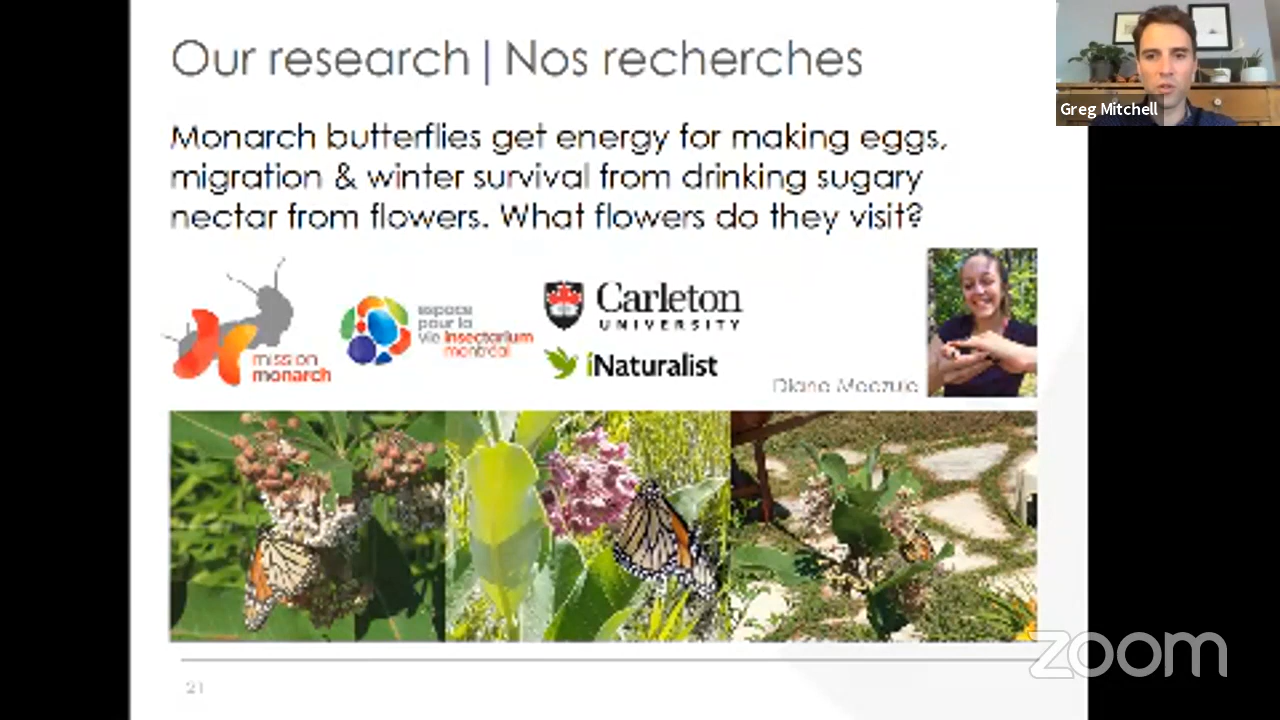 Our research | Nos recherches
Greg Mitchell
Monarch butterflies get energy for making eggs,
migration & winter survival from drinking sugary
nectar from flowers. What flowers do they visit?
mission
monarch
espace
pour la
vie insectarium
montréal
Carleton
UNIVERSITY
iNaturalist
21
zoom